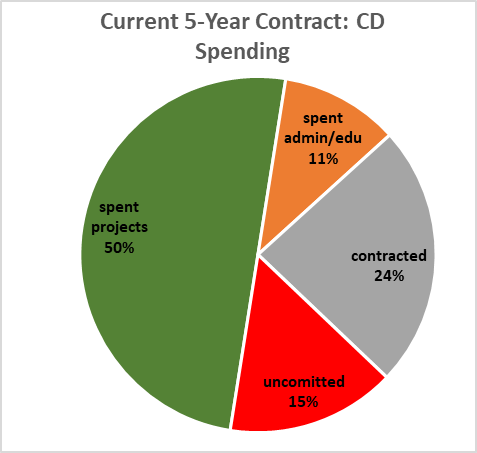 Current 5-Year Contract: CD
Spending
spent
admin/edu
11%
spent
projects
50%
contracted
24%
uncomitted
15%